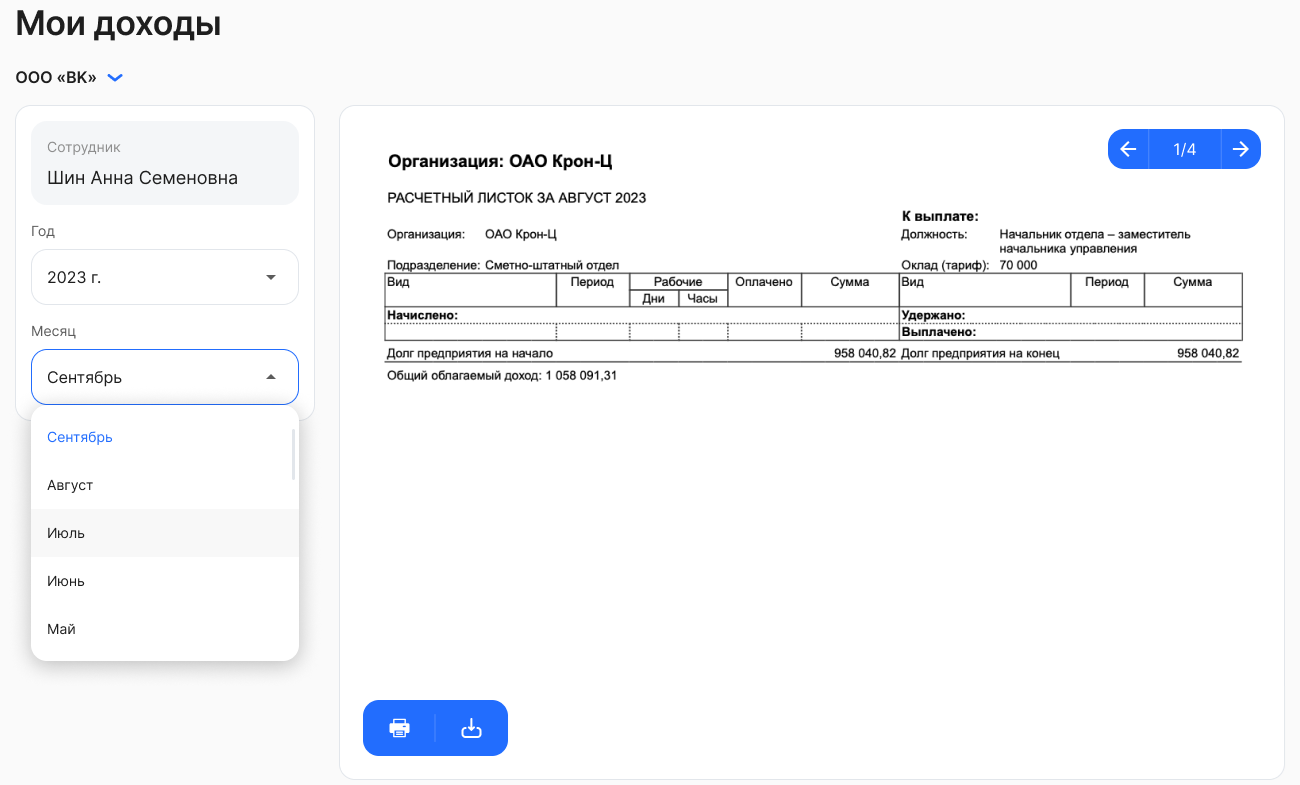 Мои доходы
ООО «ВК»
Сотрудник
Шин Анна Семеновна
Год
2023 г.
Месяц
Сентябрь
Сентябрь
Август
Июль
Июнь
Май
1/4
Организация: ОАО Крон-Ц
РАСЧЕТНЫЙ ЛИСТОК ЗА АВГУСТ 2023
К выплате:
Организация: ОАО Крон-Ц
Должность: Начальник отдела – заместитель
начальника управления
Подразделение: Сметно-штатный отдел
Оклад (тариф): 70 000
Вид Период Рабочие Оплачено Сумма Вид Период Сумма
Дни Часы
Начислено: Удержано:
Выплачено:
Долг предприятия на начало 958 040,82 Долг предприятия на конец 958 040,82
Общий облагаемый доход: 1 058 091,31